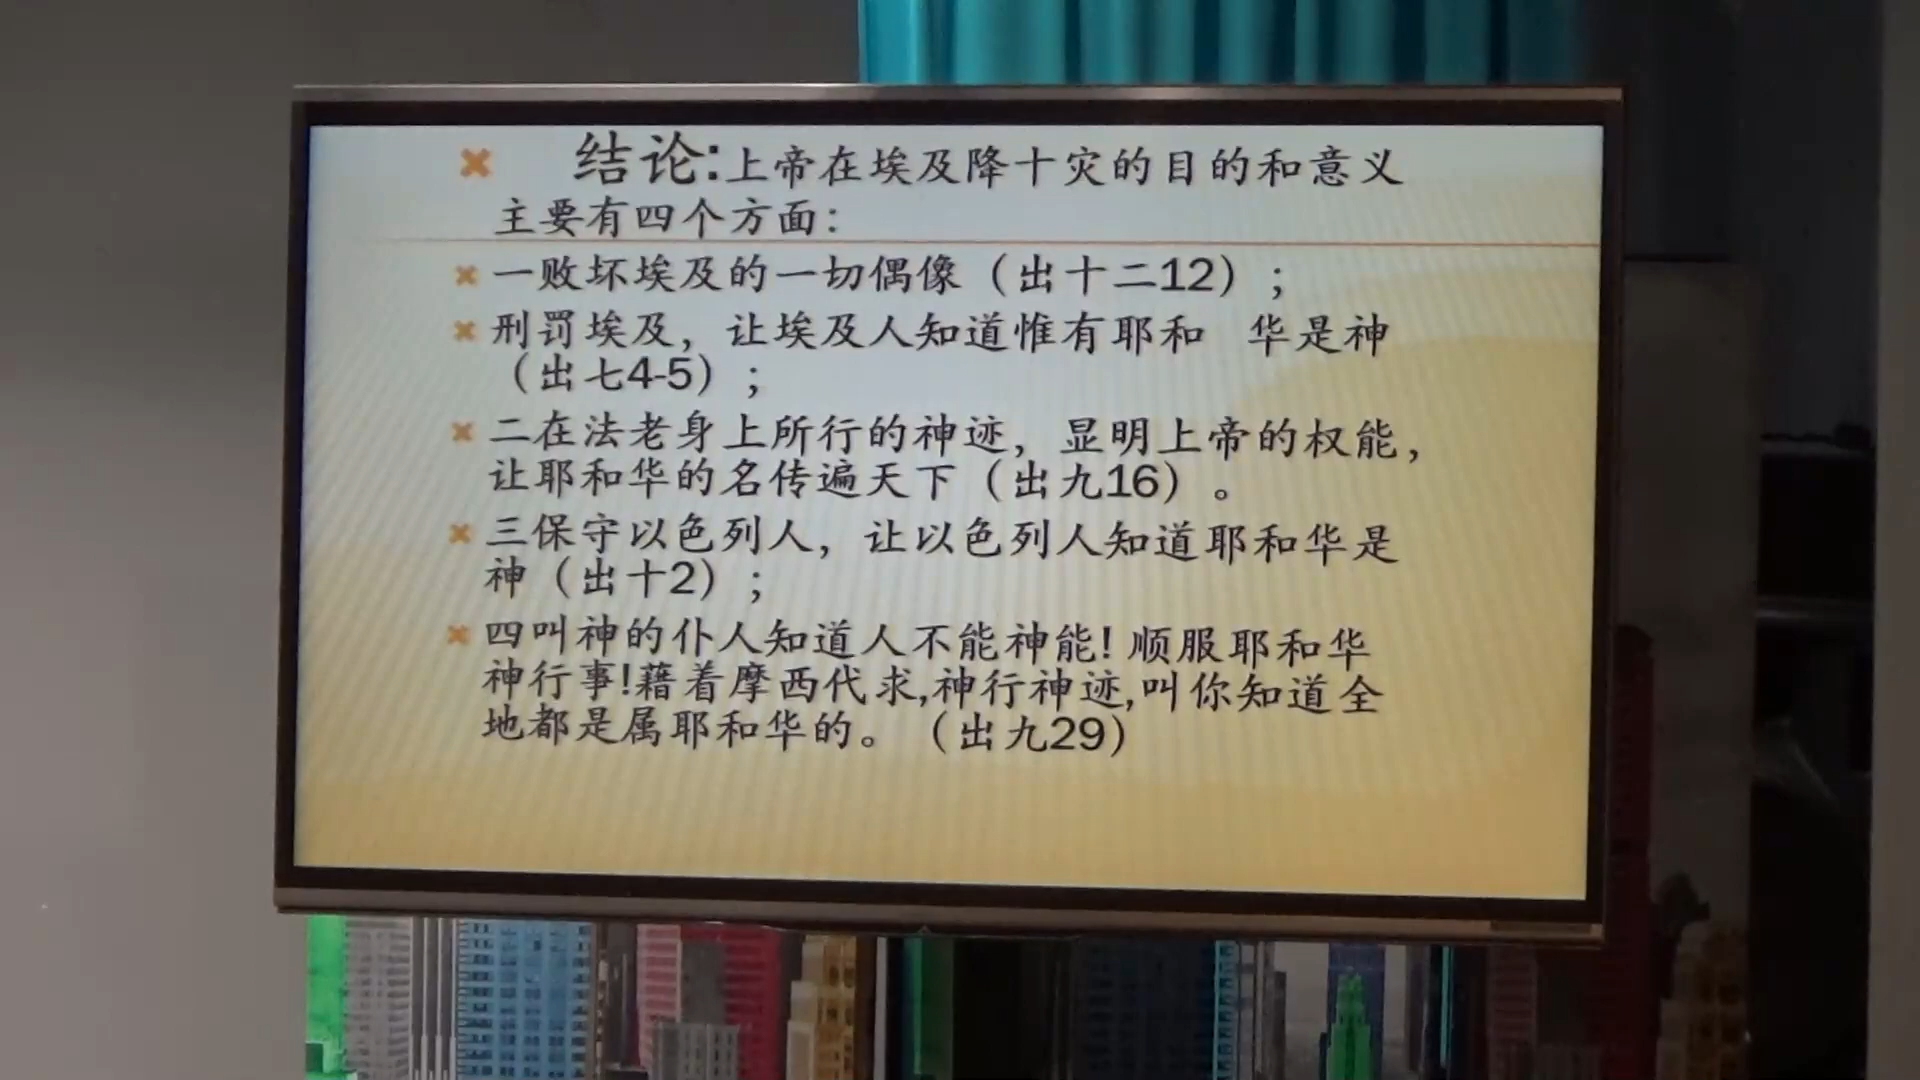 结论:上帝在埃及降十灾的目的和意义
主要有四个方面：
一败坏埃及的一切偶像（出十二12）；
刑罚埃及，让埃及人知道惟有耶和 华是神
（出七4-5）；
二在法老身上所行的神迹，显明上帝的权能，
让耶和华的名传遍天下（出九16）。
三保守以色列人，让以色列人知道耶和华是
神（出十2）；
四叫神的仆人知道人不能神能!顺服耶和华
神行事!藉着摩西代求,神行神迹,叫你知道全
地都是属耶和华的。（出九29）